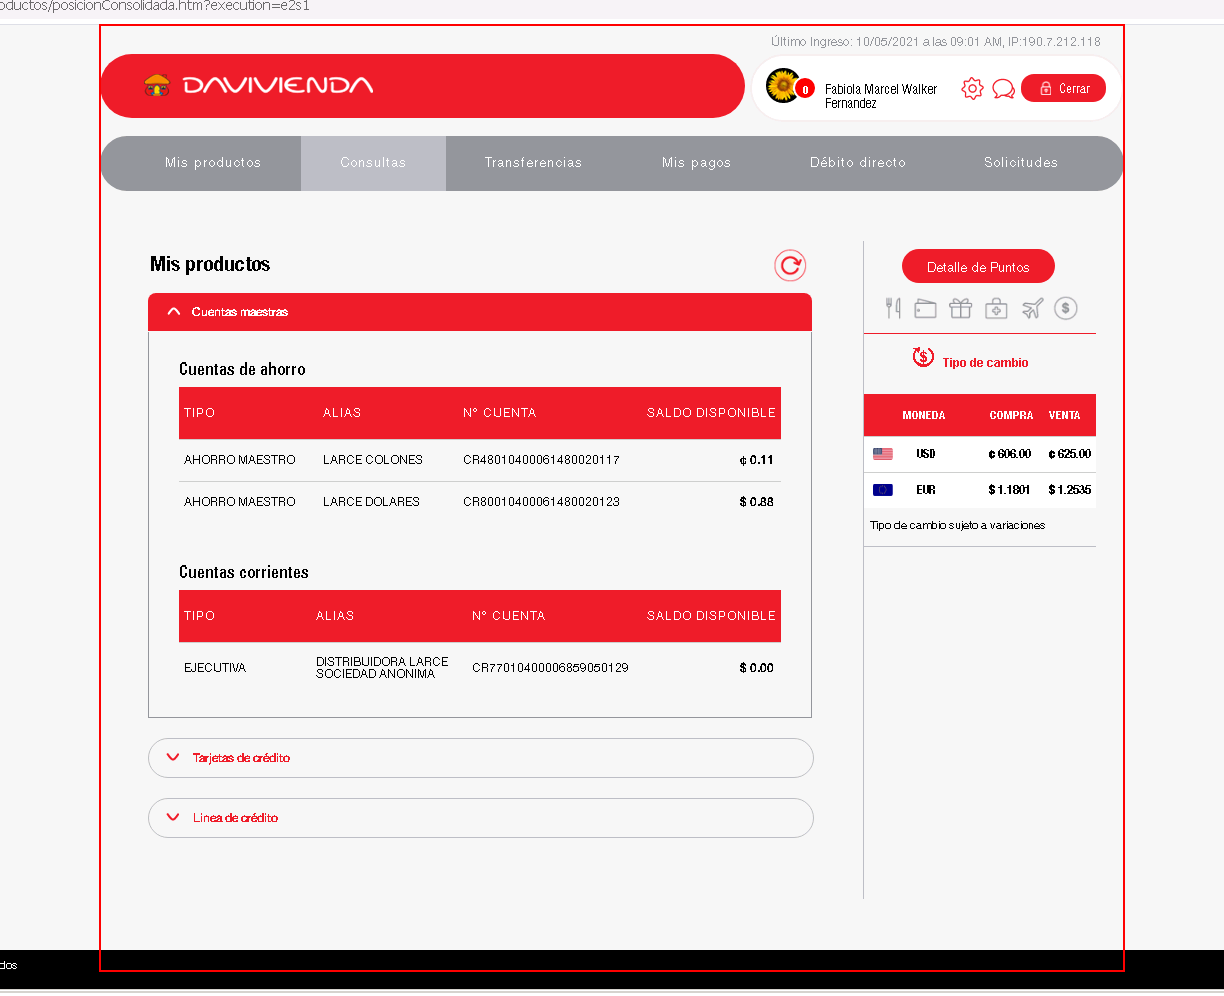 oductos/posicionConsolidada.htm?execution=e2s1
Último Ingreso: 10/05/2021 a las 09:01 AM, IP:190.7.212.118
DAVIVIENDA
0
Fabiola Marcel Walker
Fernandez
Cerrar
Mis productos Consultas Transferencias Mis pagos Débito directo Solicitudes
Mis productos
Detalle de Puntos
Cuentas maestras
Tipo de cambio
Cuentas de ahorro
TIPO ALIAS N° CUENTA SALDO DISPONIBLE
AHORRO MAESTRO LARCE COLONES CR48010400061480020117 ¢ 0.11
AHORRO MAESTRO LARCE DOLARES CR80010400061480020123 $ 0.88
Cuentas corrientes
TIPO ALIAS N° CUENTA SALDO DISPONIBLE
EJECUTIVA DISTRIBUIDORA LARCE SOCIEDAD ANONIMA CR77010400006859050129 $ 0.00
Tarjetas de crédito
Linea de crédito
MONEDA COMPRA VENTA
USD ¢ 606.00 ¢ 625.00
EUR $ 1.1801 $ 1.2535
Tipo de cambio sujeto a variaciones
dos